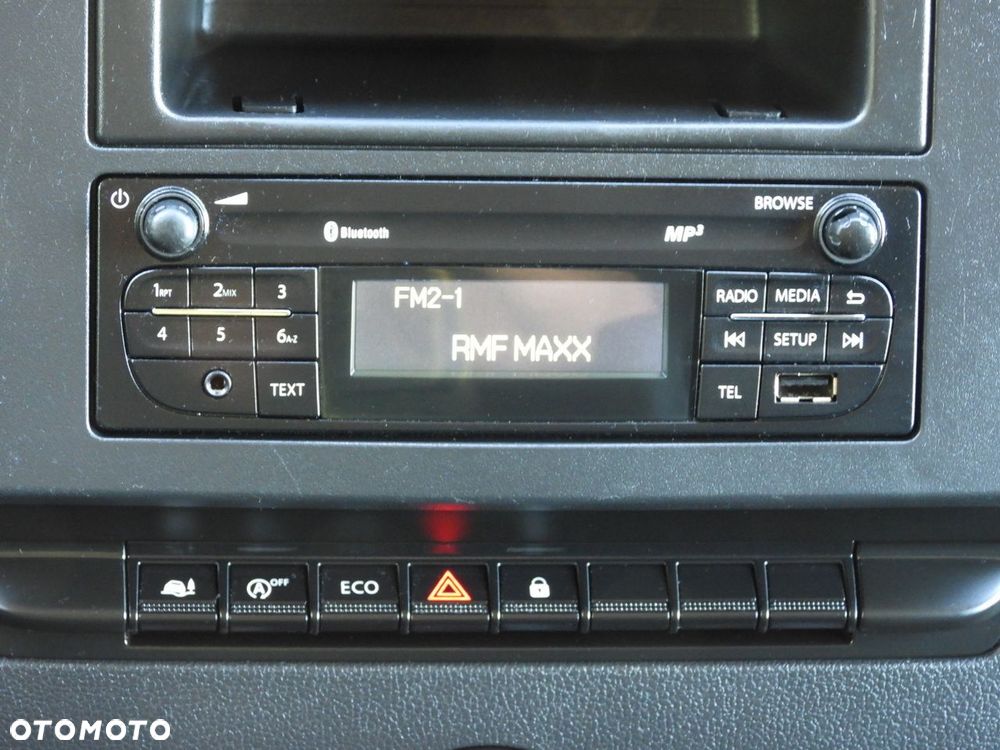 BROWSE
Bluetooth
MP3
1RPT 2MIX 3
FM2-1
RADIO MEDIA
4 5 6A-Z
RMF MAXX
SETUP
TEXT
TEL
A OFF
ECO
OTOMOTO